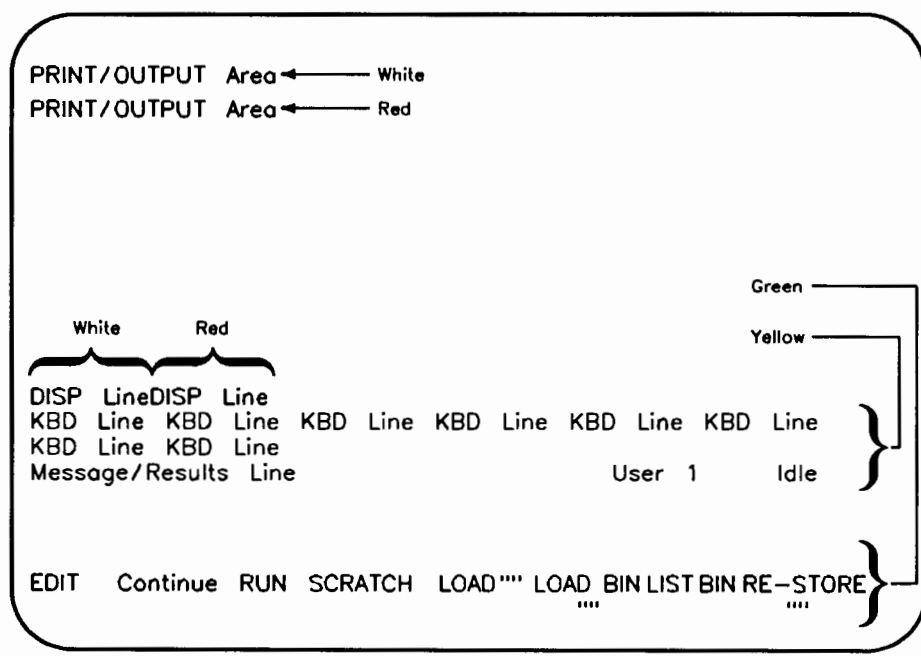 PRINT/OUTPUT Area White
PRINT/OUTPUT Area Red
Green
White Red
Yellow
DISP LineDISP Line
KBD Line KBD Line KBD Line KBD Line KBD Line KBD Line
KBD Line KBD Line
Message/Results Line User 1 Idle
EDIT Continue RUN SCRATCH LOAD"" LOAD BIN LIST BIN RE-STORE
"" ""